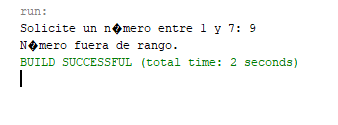 run:
Solicite un n�mero entre 1 y 7: 9
N�mero fuera de rango.
BUILD SUCCESSFUL (total time: 2 seconds)